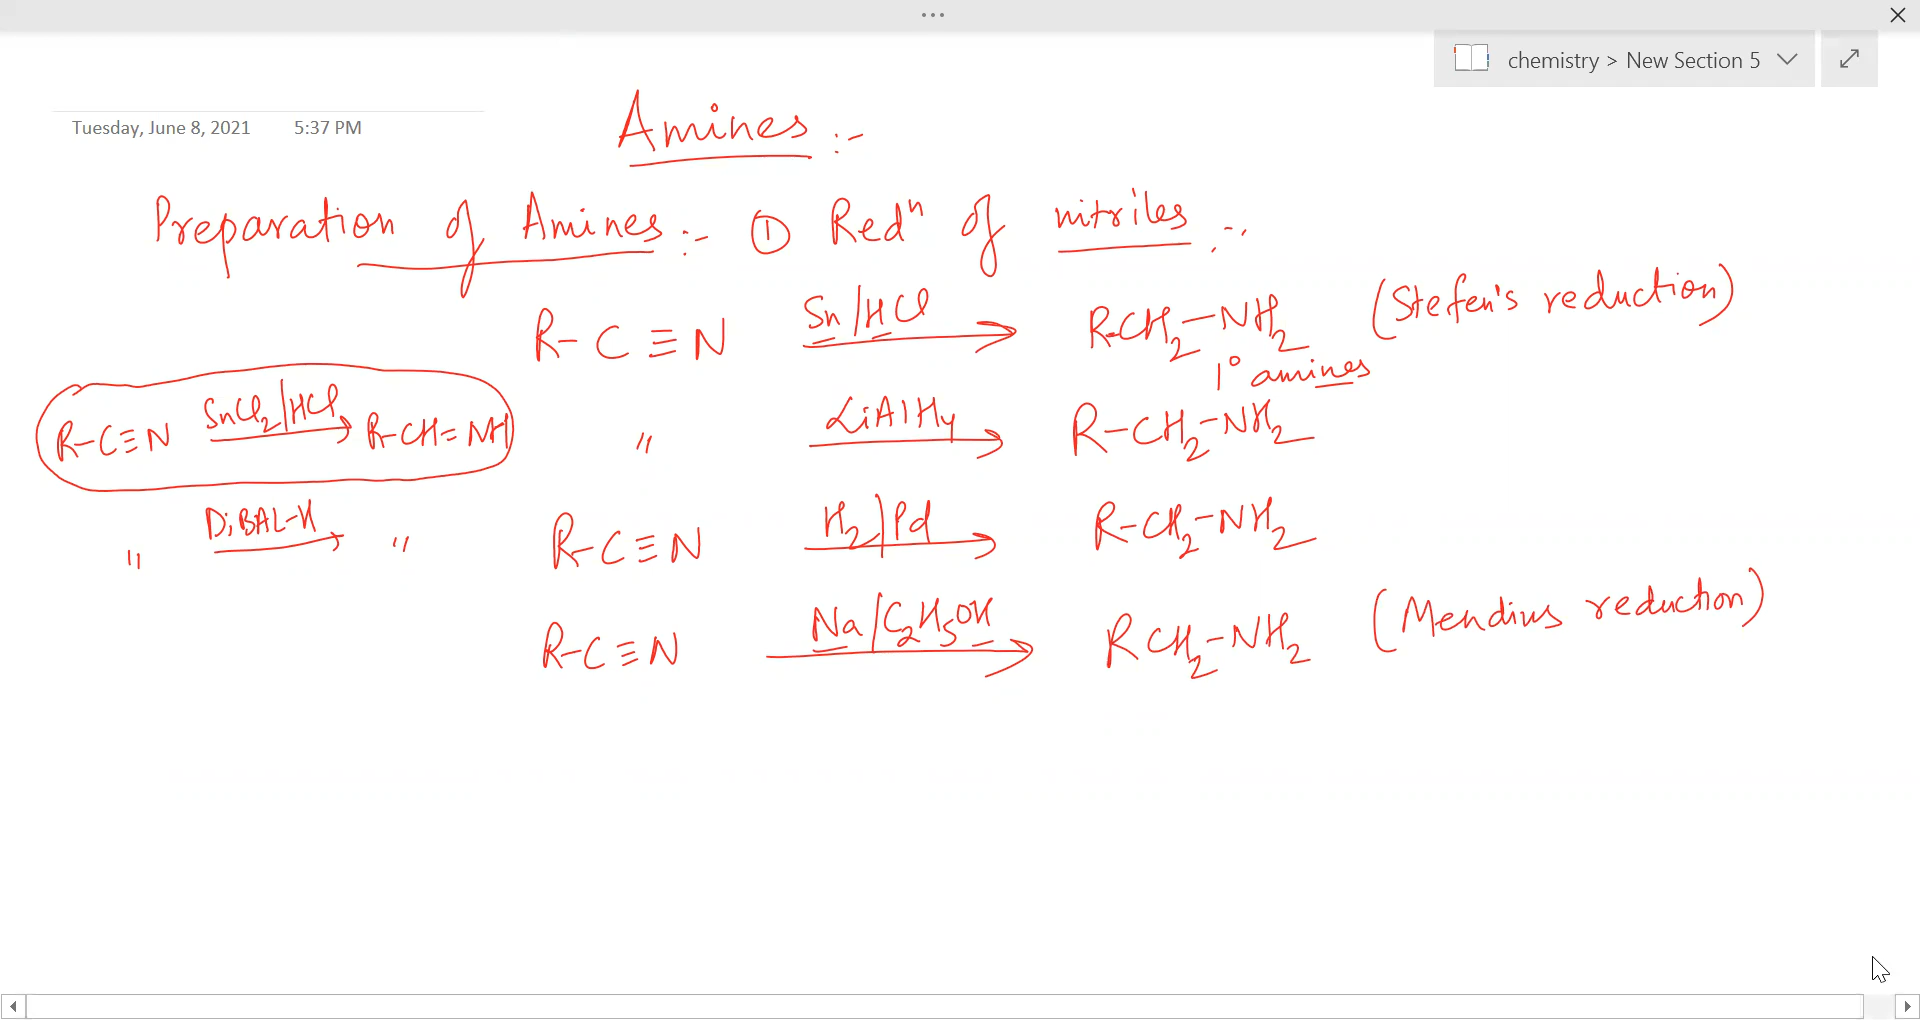 chemistry > New Section 5
Tuesday, June 8, 2021 5:37 PM
Amines :-
Preparation of Amines :- ① Redⁿ of nitriles :-
R-C≡N Sn/HCl → R-CH₂-NH₂ (Stefen's reduction)
1° amines
R-C≡N SnCl₂/HCl → R-CH=NH
" LiAlH₄ → R-CH₂-NH₂
" DiBAL-H → "
R-C≡N H₂/Pd → R-CH₂-NH₂
R-C≡N Na/C₂H₅OH → RCH₂-NH₂ (Mendius reduction)